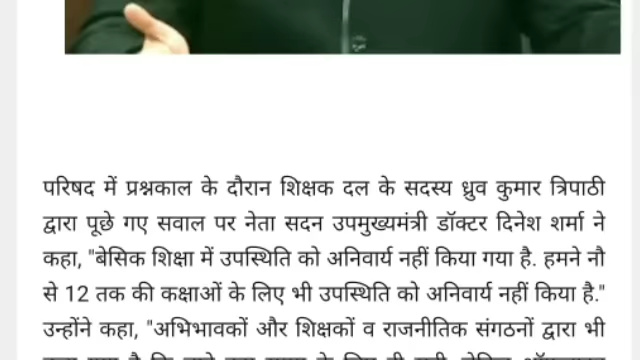 परिषद में प्रश्नकाल के दौरान शिक्षक दल के सदस्य ध्रुव कुमार त्रिपाठी
द्वारा पूछे गए सवाल पर नेता सदन उपमुख्यमंत्री डॉक्टर दिनेश शर्मा ने
कहा, "बेसिक शिक्षा में उपस्थिति को अनिवार्य नहीं किया गया है. हमने नौ
से 12 तक की कक्षाओं के लिए भी उपस्थिति को अनिवार्य नहीं किया है."
उन्होंने कहा, "अभिभावकों और शिक्षकों व राजनीतिक संगठनों द्वारा भी